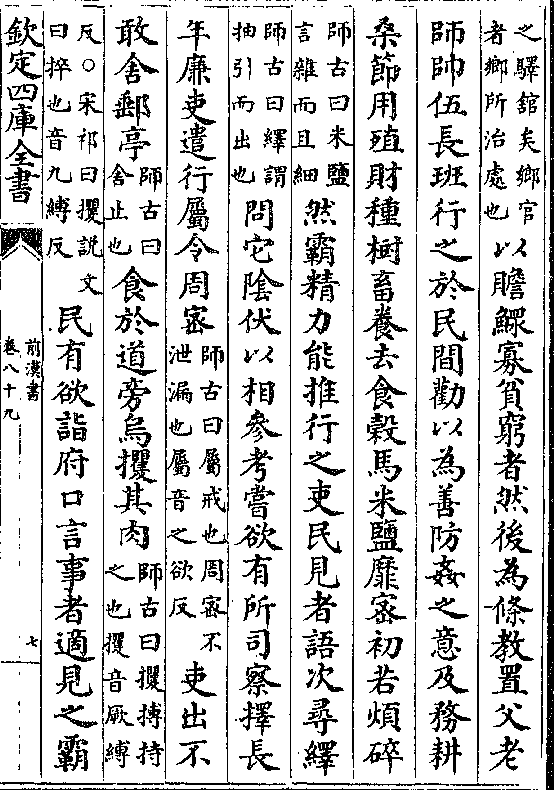 之驛舘矣鄉官
者鄉所治處也
以贍鰥寡貧窮者然後為條教置父老
師帥伍長班行之於民間勸以為善防姦之意及務耕
桑節用殖財種樹畜養去食穀馬米鹽靡密初若煩碎
師古曰米鹽
言雜而且細
然霸精力能推行之吏民見者語次尋繹
師古曰繹謂
抽引而出也
問它陰伏以相參考嘗欲有所司察擇長
年廉吏遣行屬令周密
師古曰屬戒也周密不
泄漏也屬音之欲反
吏出不
敢舍郵亭
師古曰
舍止也
食於道旁烏攫其肉
師古曰攫搏持
之也攫音厥縛
反○宋祁曰攫説文
曰捽也音九縛反
民有欲詣府口言事者適見之霸
欽定四庫全書
前漢書
卷八十九
七